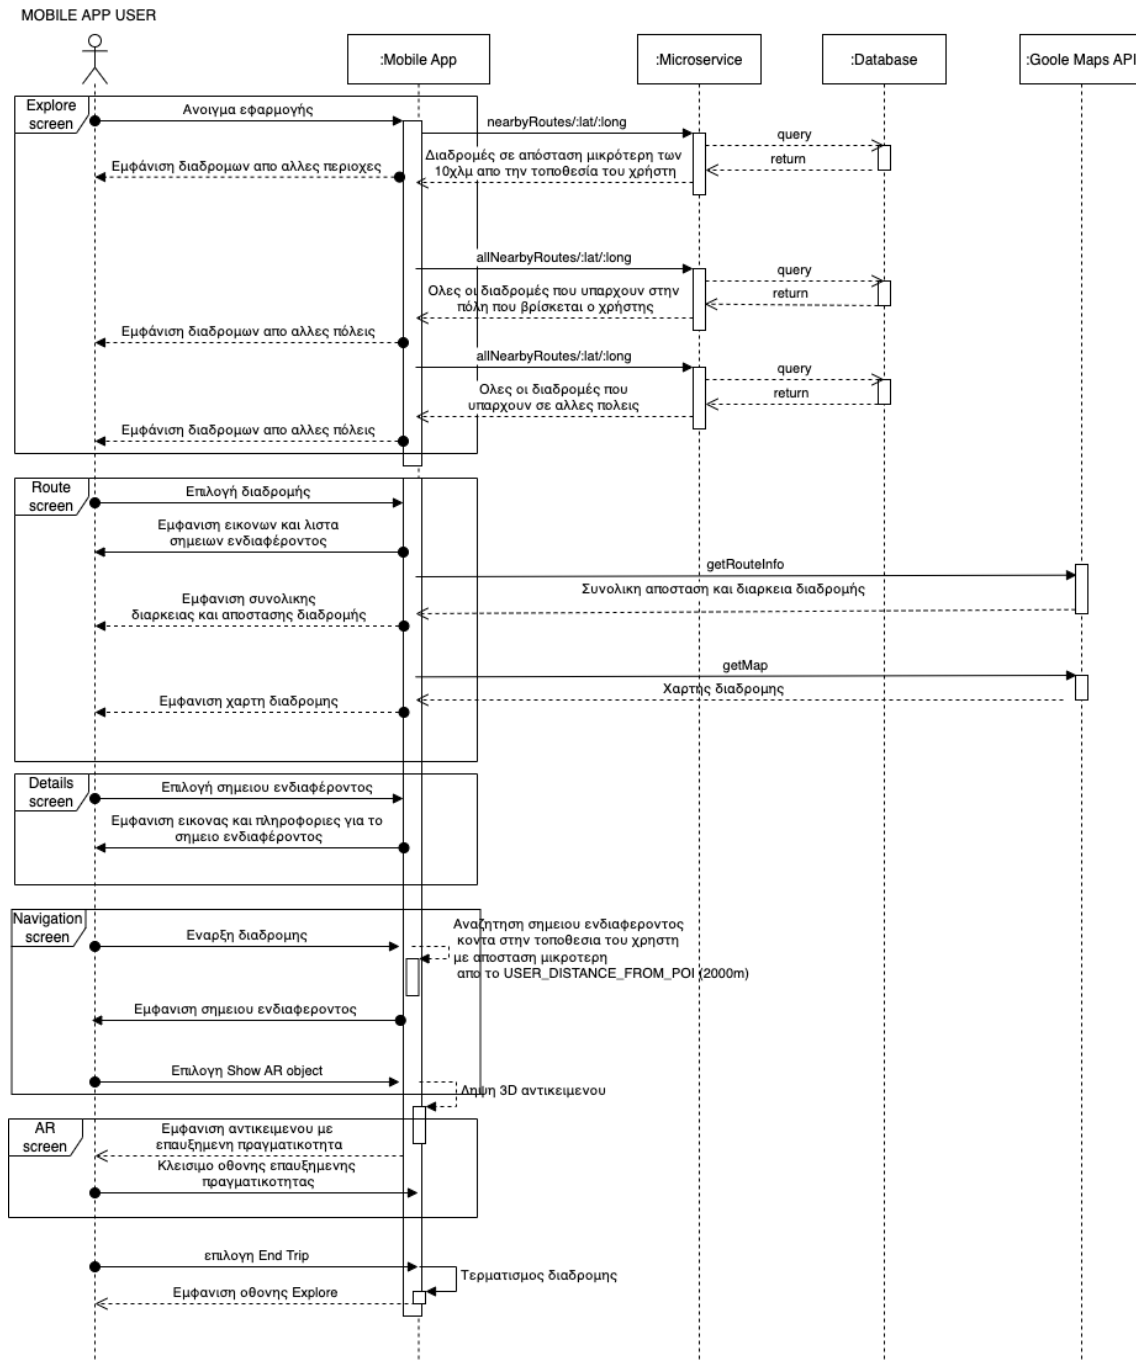 MOBILE APP USER
:Mobile App
:Microservice
:Database
:Goole Maps API
Explore
screen
Ανοιγμα εφαρμογής
nearbyRoutes/:lat/:long
query
Διαδρομές σε απόσταση μικρότερη των
10χλμ απο την τοποθεσία του χρήστη
return
Εμφάνιση διαδρομων απο αλλες περιοχες
allNearbyRoutes/:lat/:long
query
Ολες οι διαδρομές που υπαρχουν στην
πόλη που βρίσκεται ο χρήστης
return
Εμφάνιση διαδρομων απο αλλες πόλεις
allNearbyRoutes/:lat/:long
query
Ολες οι διαδρομές που
υπαρχουν σε αλλες πολεις
return
Εμφάνιση διαδρομων απο αλλες πόλεις
Route
screen
Επιλογή διαδρομής
Εμφανιση εικονων και λιστα
σημειων ενδιαφέροντος
getRouteInfo
Συνολικη αποσταση και διαρκεια διαδρομής
Εμφανιση συνολικης
διαρκειας και αποστασης διαδρομής
getMap
Χαρτης διαδρομης
Εμφανιση χαρτη διαδρομης
Details
screen
Επιλογή σημειου ενδιαφέροντος
Εμφανιση εικονας και πληροφοριες για το
σημειο ενδιαφέροντος
Navigation
screen
Εναρξη διαδρομης
Αναζητηση σημειου ενδιαφεροντος
κοντα στην τοποθεσια του χρηστη
με αποσταση μικροτερη
απο το USER_DISTANCE_FROM_POI (2000m)
Εμφανιση σημειου ενδιαφεροντος
Επιλογη Show AR object
Ληψη 3D αντικειμενου
AR
screen
Εμφανιση αντικειμενου με
επαυξημενη πραγματικοτητα
Κλεισιμο οθονης επαυξημενης
πραγματικοτητας
επιλογη End Trip
Τερματισμος διαδρομης
Εμφανιση οθονης Explore